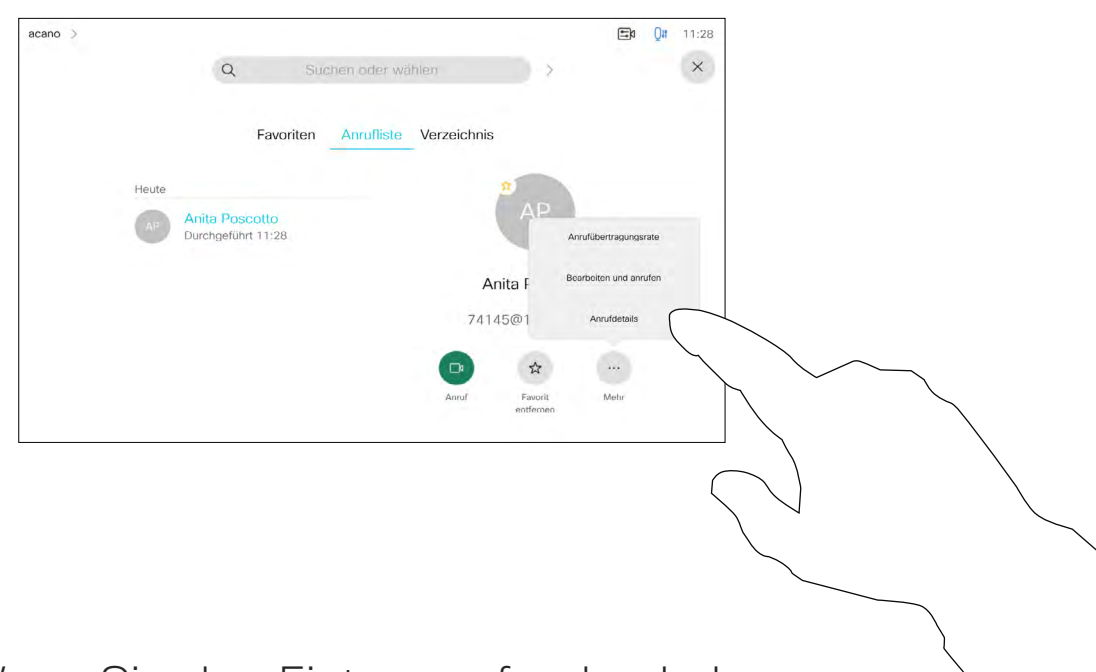 acano >
11:28
Suchen oder wählen >
Favoriten Anrufliste Verzeichnis
Heute
AP
Anita Poscotto
Durchgeführt 11:28
AP
Anita P
74145@1
Anrufübertragungsrate
Bearbeiten und anrufen
Anrufdetails
Anruf
Favorit
entfernen
Mehr